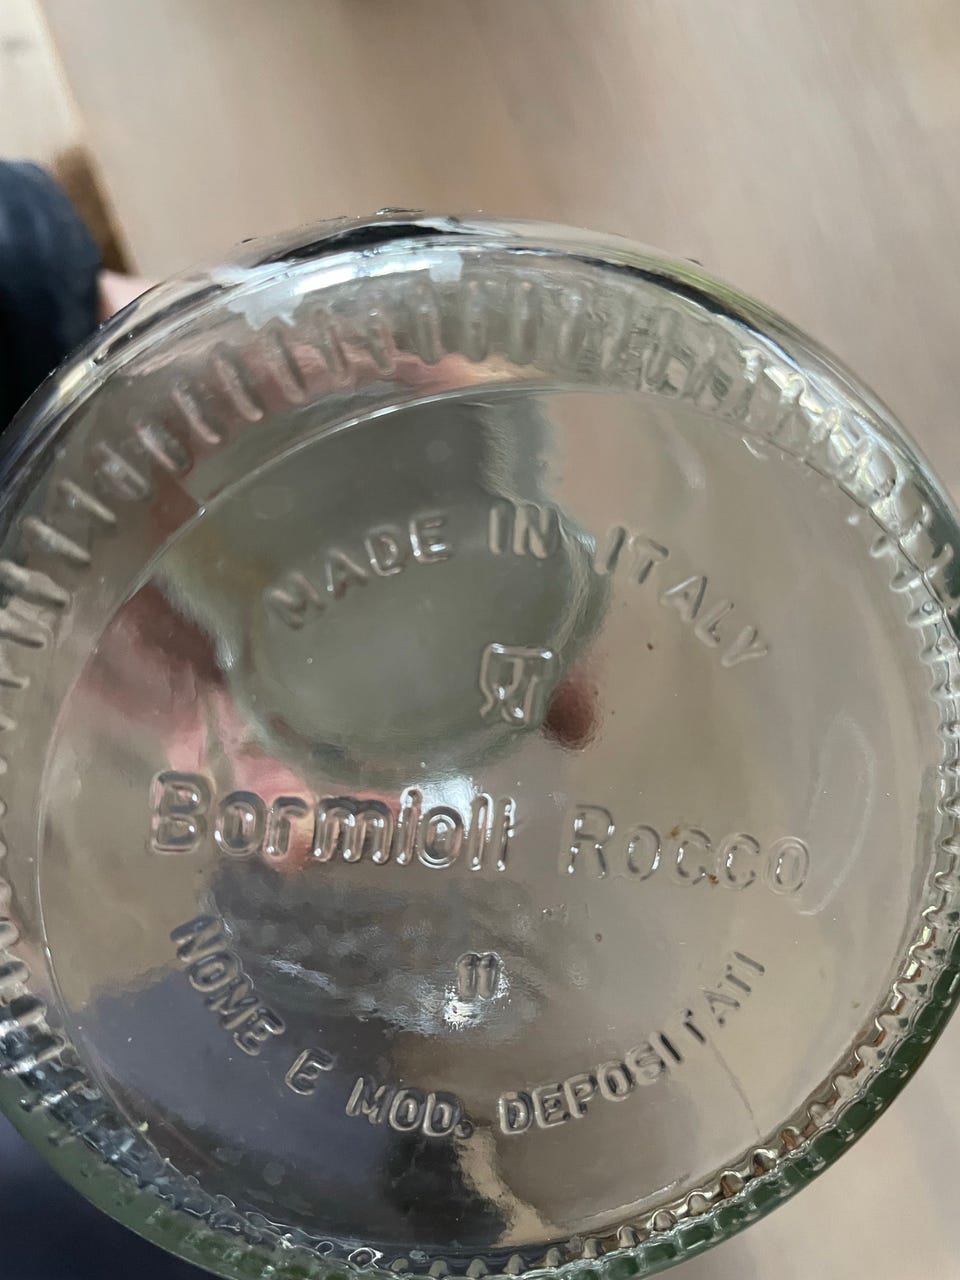 MADE IN ITALY
Bormioli Rocco
11
NOME E MOD. DEPOSITATI